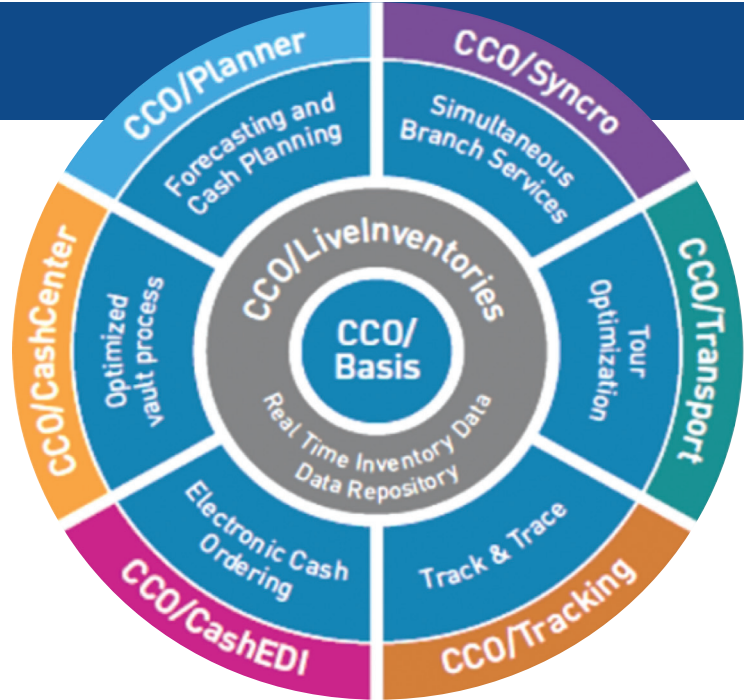 CCO/Planner
Forecasting and
Cash Planning
CCO/Syncro
Simultaneous
Branch Services
CCO/Transport
Tour
Optimization
CCO/Tracking
Track & Trace
CCO/CashEDI
Electronic Cash
Ordering
CCO/CashCenter
Optimized
vault process
CCO/LiveInventories
CCO/
Basis
Real Time Inventory Data
Data Repository